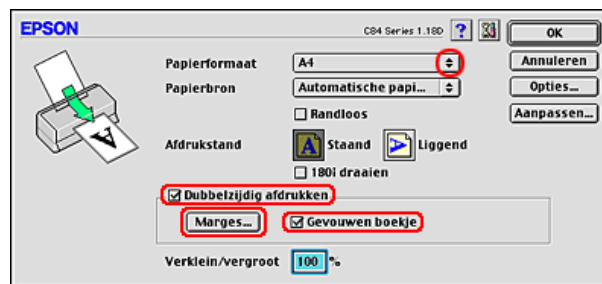 EPSON
C84 Series 1.18D
?
OK
Papierformaat
A4
Annuleren
Papierbron
Automatische papi...
Opties...
Randloos
Aanpassen...
Afdrukstand
A
Staand
Liggend
180i draaien
Dubbelzijdig afdrukken
Marges...
Gevouwen boekje
Verklein/vergroot
100 %